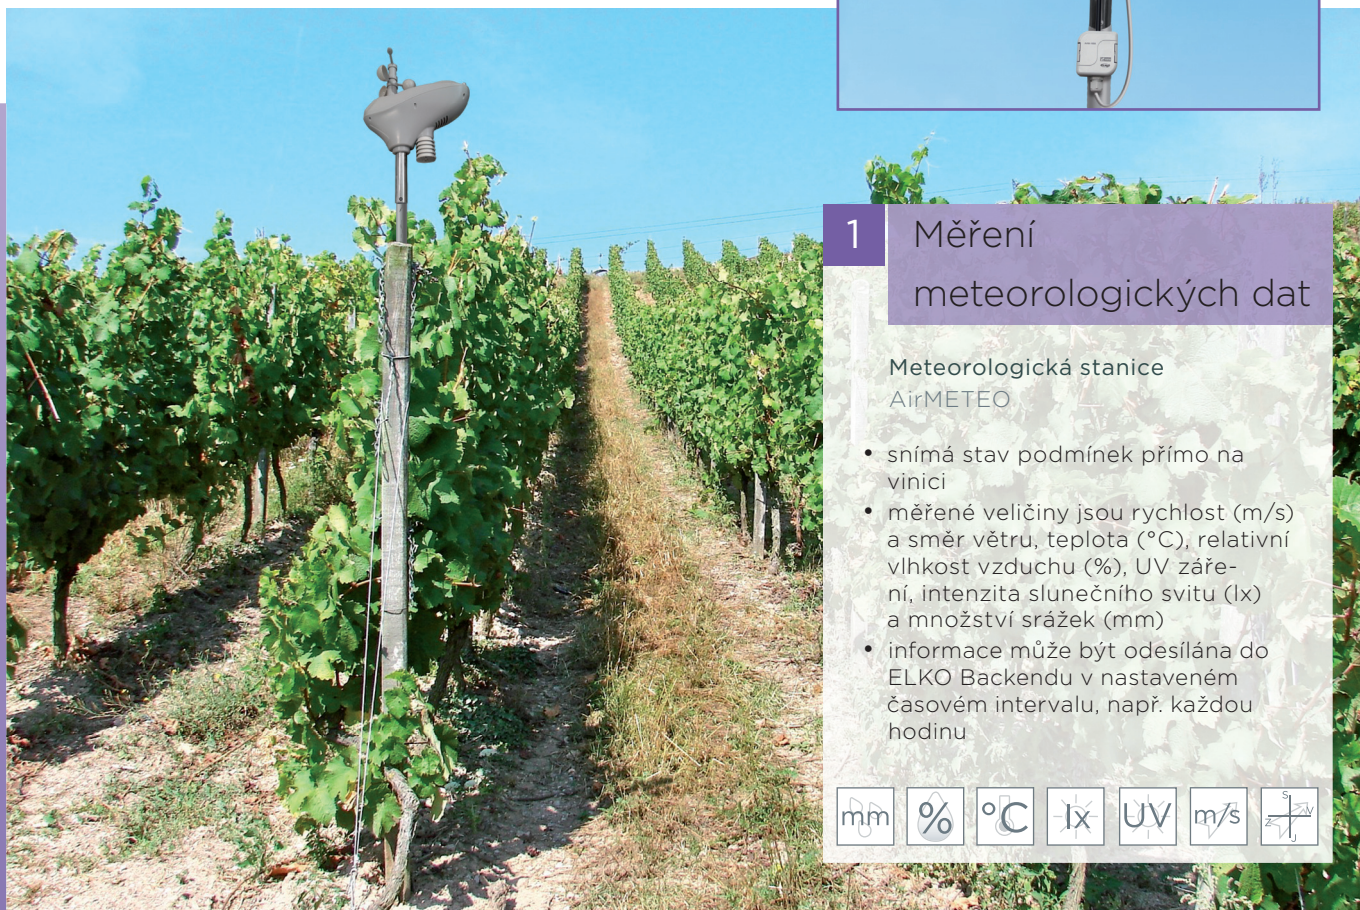 1
Měření
meteorologických dat
Meteorologická stanice
AirMETEO
• snímá stav podmínek přímo na
vinici
• měřené veličiny jsou rychlost (m/s)
a směr větru, teplota (°C), relativní
vlhkost vzduchu (%), UV záře-
ní, intenzita slunečního svitu (lx)
a množství srážek (mm)
• informace může být odesílána do
ELKO Backendu v nastaveném
časovém intervalu, např. každou
hodinu
mm % °C lx UV m/s S V Z J